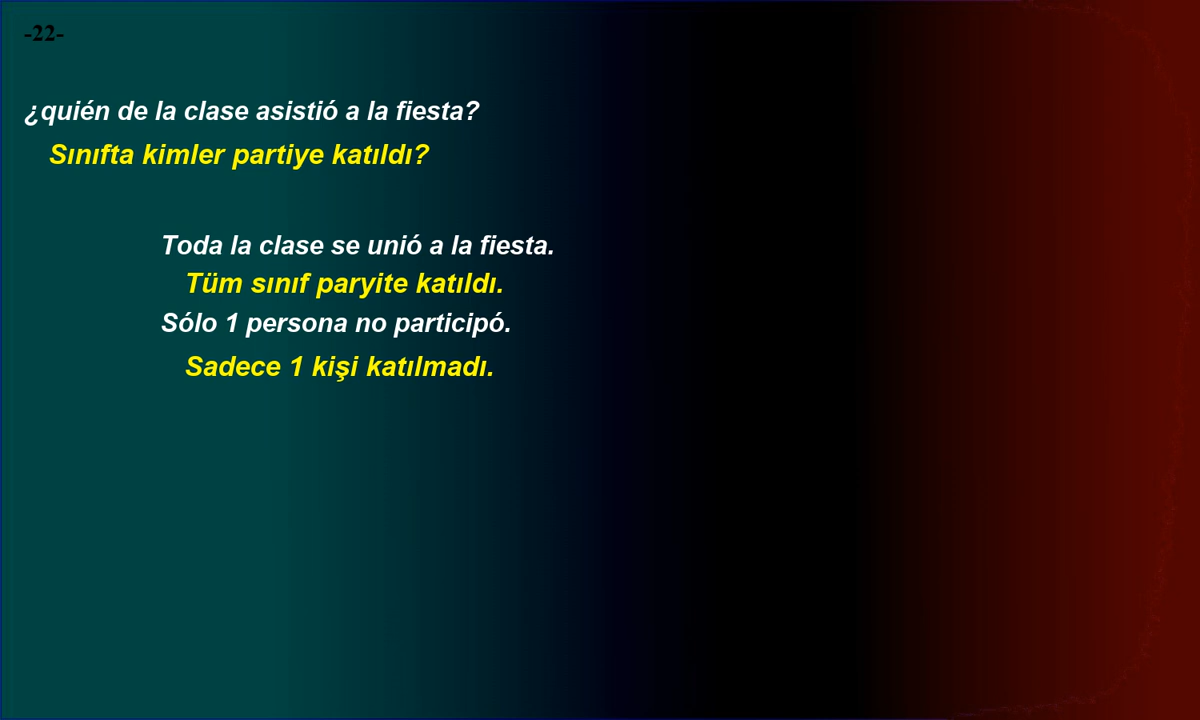 -22-
¿quién de la clase asistió a la fiesta?
Sınıfta kimler partiye katıldı?
Toda la clase se unió a la fiesta.
Tüm sınıf paryite katıldı.
Sólo 1 persona no participó.
Sadece 1 kişi katılmadı.